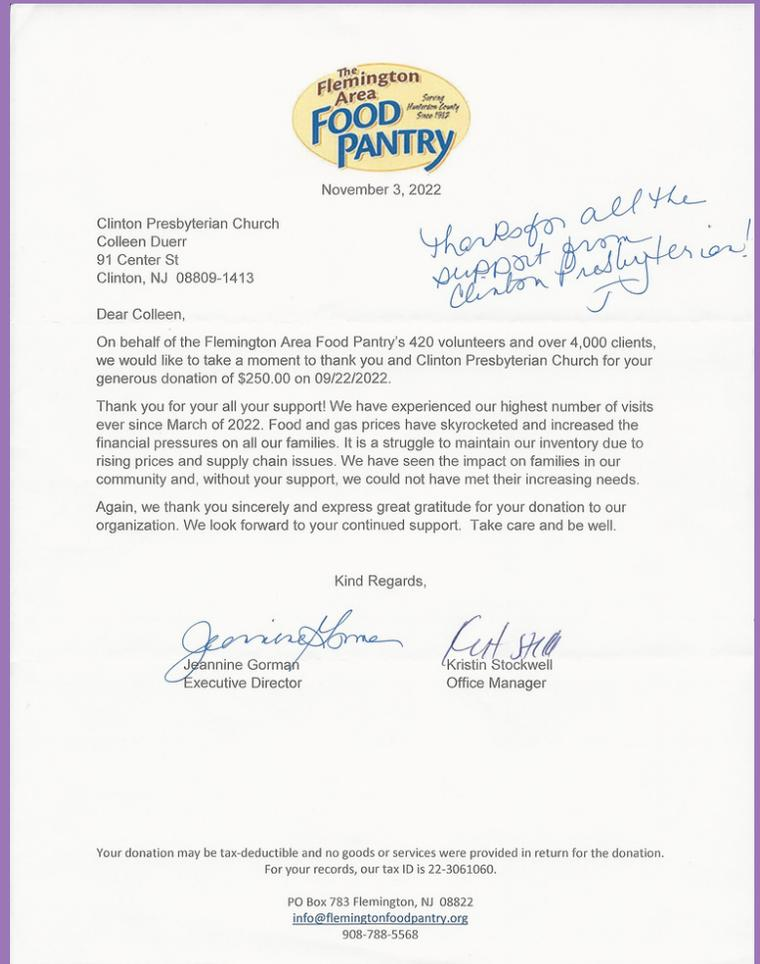 The
Flemington
Area
FOOD
PANTRY
Serving
Hunterdon County
Since 1912
November 3, 2022
Clinton Presbyterian Church
Colleen Duerr
91 Center St
Clinton, NJ 08809-1413
thanks for all the
support from
Clinton Presbyterian!
J
Dear Colleen,
On behalf of the Flemington Area Food Pantry's 420 volunteers and over 4,000 clients,
we would like to take a moment to thank you and Clinton Presbyterian Church for your
generous donation of $250.00 on 09/22/2022.
Thank you for your all your support! We have experienced our highest number of visits
ever since March of 2022. Food and gas prices have skyrocketed and increased the
financial pressures on all our families. It is a struggle to maintain our inventory due to
rising prices and supply chain issues. We have seen the impact on families in our
community and, without your support, we could not have met their increasing needs.
Again, we thank you sincerely and express great gratitude for your donation to our
organization. We look forward to your continued support. Take care and be well.
Kind Regards,
Jeannine Gorman
Jeannine Gorman
Executive Director
Kristin Stockwell
Office Manager
Your donation may be tax-deductible and no goods or services were provided in return for the donation.
For your records, our tax ID is 22-3061060.
PO Box 783 Flemington, NJ 08822
info@flemingtonfoodpantry.org
908-788-5568